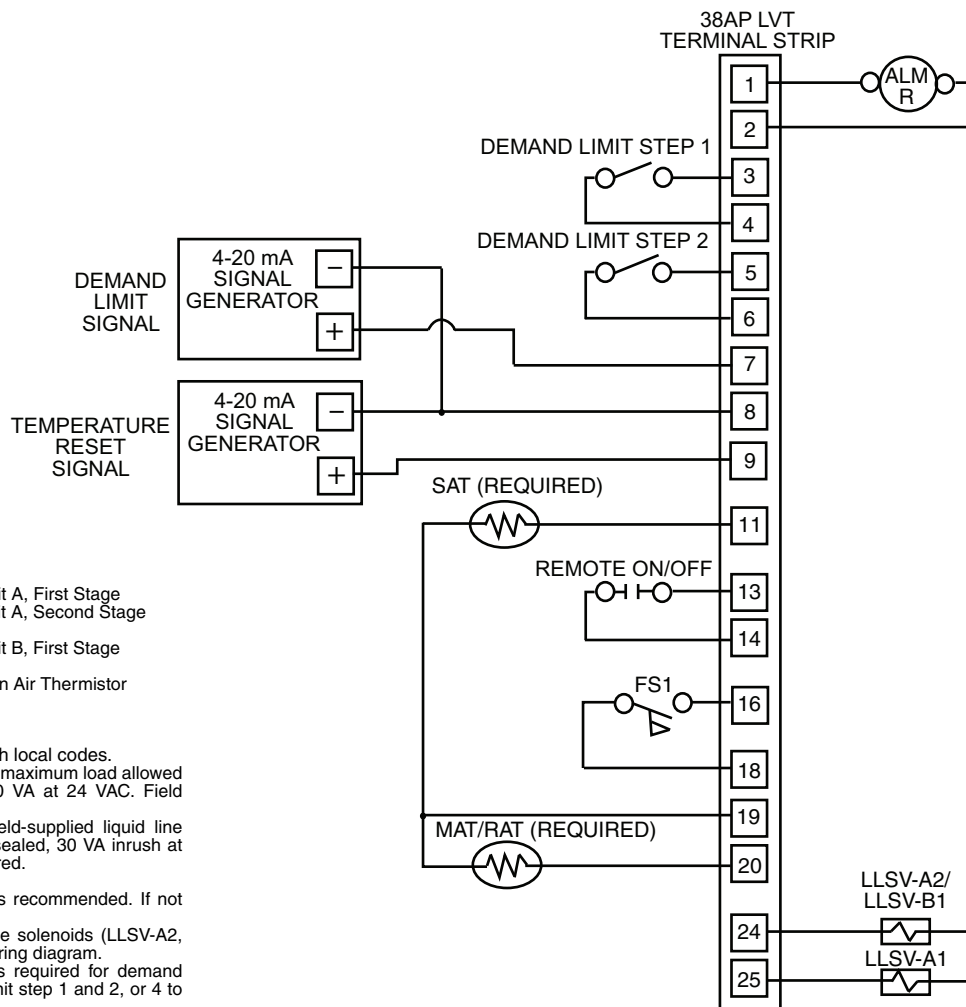 38AP LVT
TERMINAL STRIP
1
ALM
R
2
DEMAND LIMIT STEP 1
3
4
DEMAND LIMIT STEP 2
5
6
DEMAND
LIMIT
SIGNAL
4-20 mA
SIGNAL
GENERATOR
−
+
7
TEMPERATURE
RESET
SIGNAL
4-20 mA
SIGNAL
GENERATOR
−
+
8
9
SAT (REQUIRED)
11
REMOTE ON/OFF
13
14
FS1
16
18
19
MAT/RAT (REQUIRED)
20
LLSV-A2/
LLSV-B1
24
LLSV-A1
25
it A, First Stage
it A, Second Stage
it B, First Stage
n Air Thermistor
h local codes.
maximum load allowed
0 VA at 24 VAC. Field
eld-supplied liquid line
sealed, 30 VA inrush at
red.
s recommended. If not
e solenoids (LLSV-A2,
ring diagram.
s required for demand
mit step 1 and 2, or 4 to